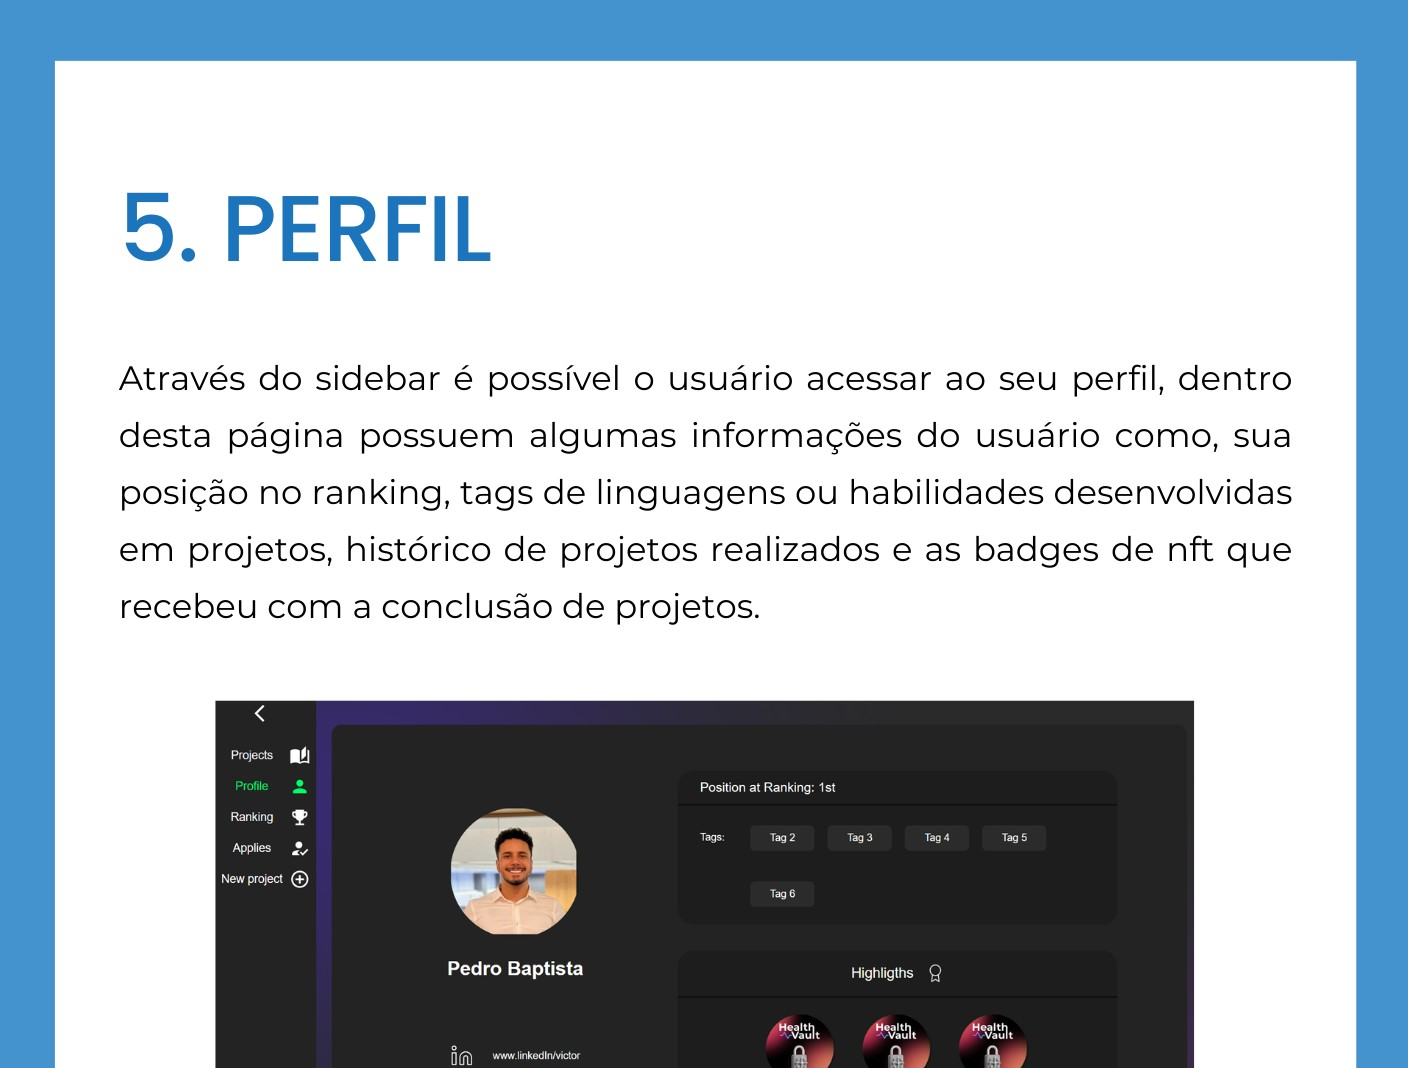 5. PERFIL
Através do sidebar é possível o usuário acessar ao seu perfil, dentro
desta página possuem algumas informações do usuário como, sua
posição no ranking, tags de linguagens ou habilidades desenvolvidas
em projetos, histórico de projetos realizados e as badges de nft que
recebeu com a conclusão de projetos.
Projects
Profile
Ranking
Applies
New project
Pedro Baptista
www.linkedIn/victor
Position at Ranking: 1st
Tags: Tag 2 Tag 3 Tag 4 Tag 5
Tag 6
Highligths
Health Health Health
Vault Vault Vault